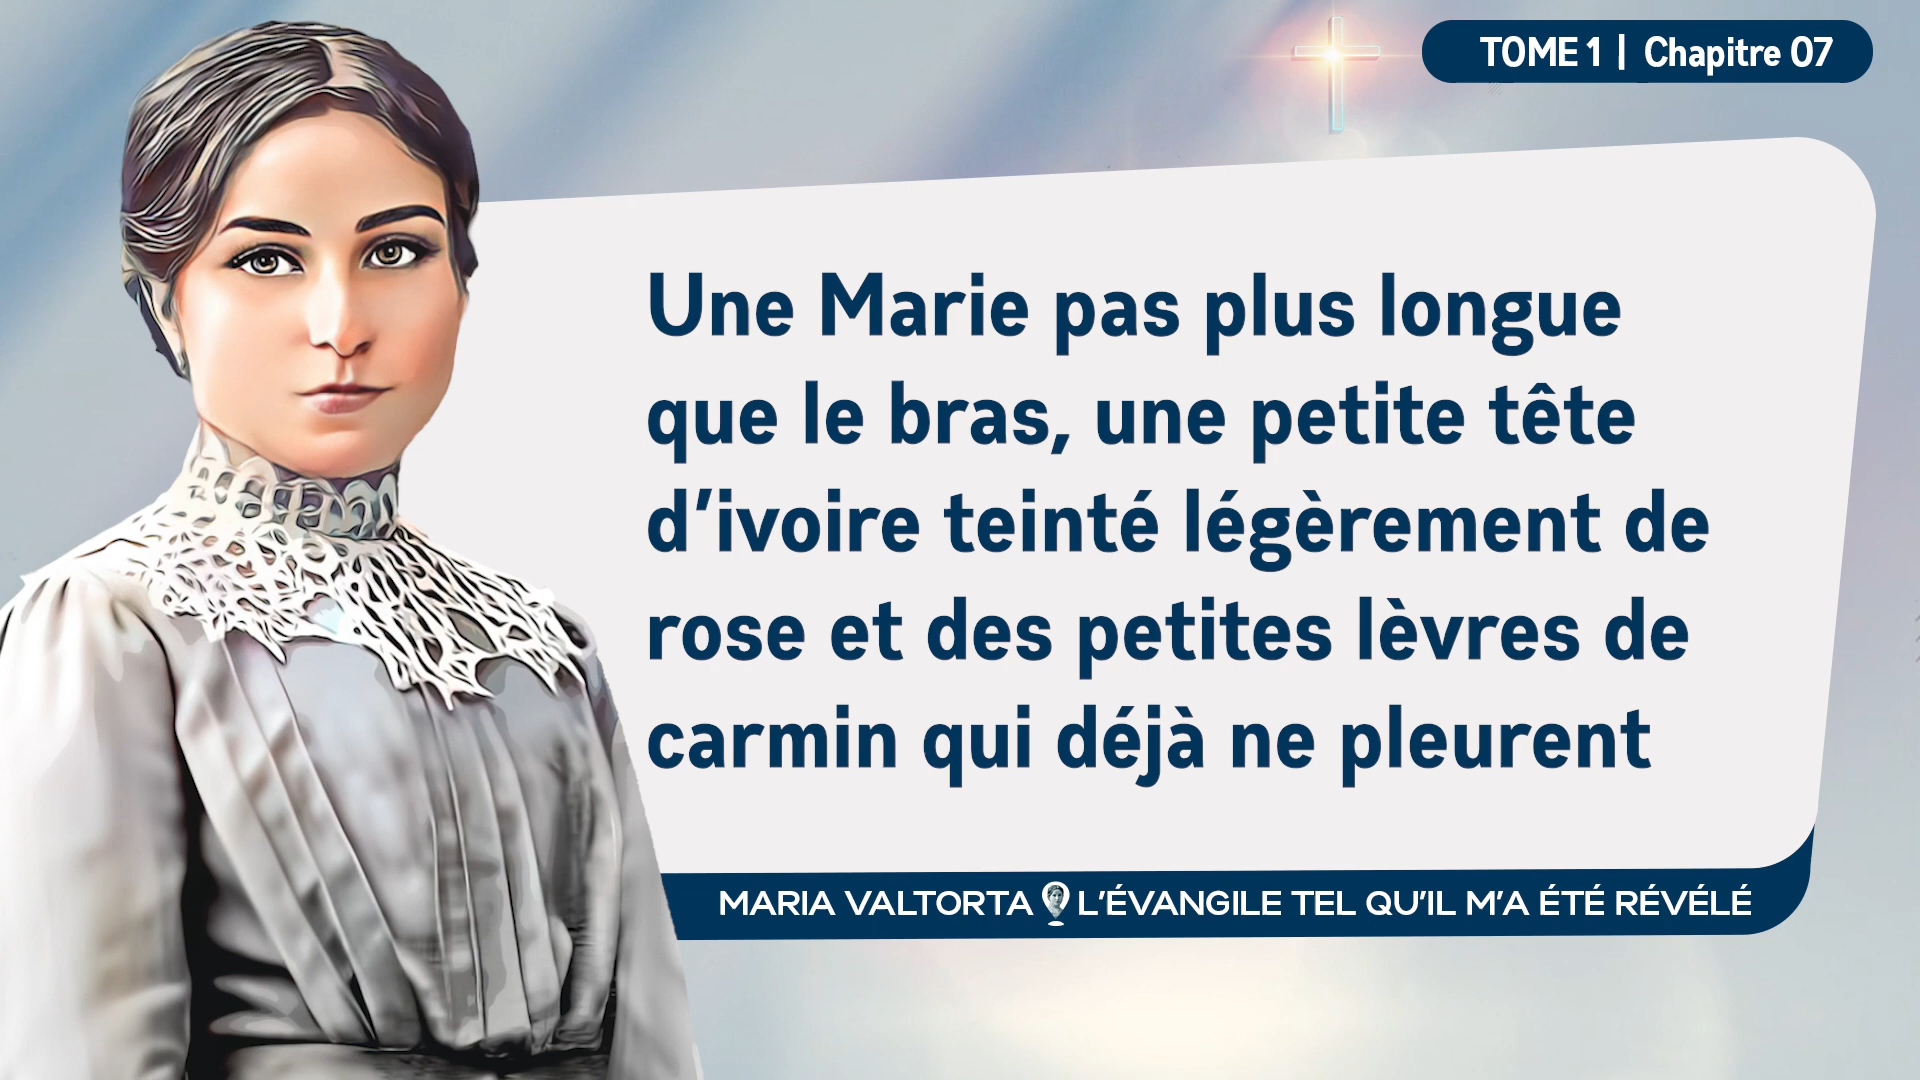 TOME 1 | Chapitre 07
Une Marie pas plus longue
que le bras, une petite tête
d’ivoire teinté légèrement de
rose et des petites lèvres de
carmin qui déjà ne pleurent
MARIA VALTORTA L’ÉVANGILE TEL QU’IL M’A ÉTÉ RÉVÉLÉ